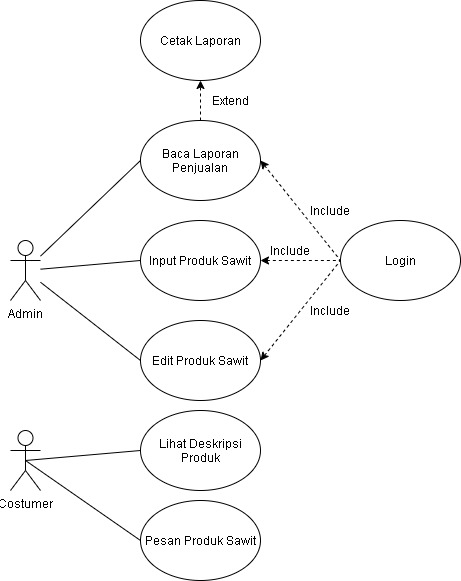 Cetak Laporan
Extend
Baca Laporan
Penjualan
Include
Input Produk Sawit
Include
Login
Admin
Include
Edit Produk Sawit
Lihat Deskripsi
Produk
Costumer
Pesan Produk Sawit